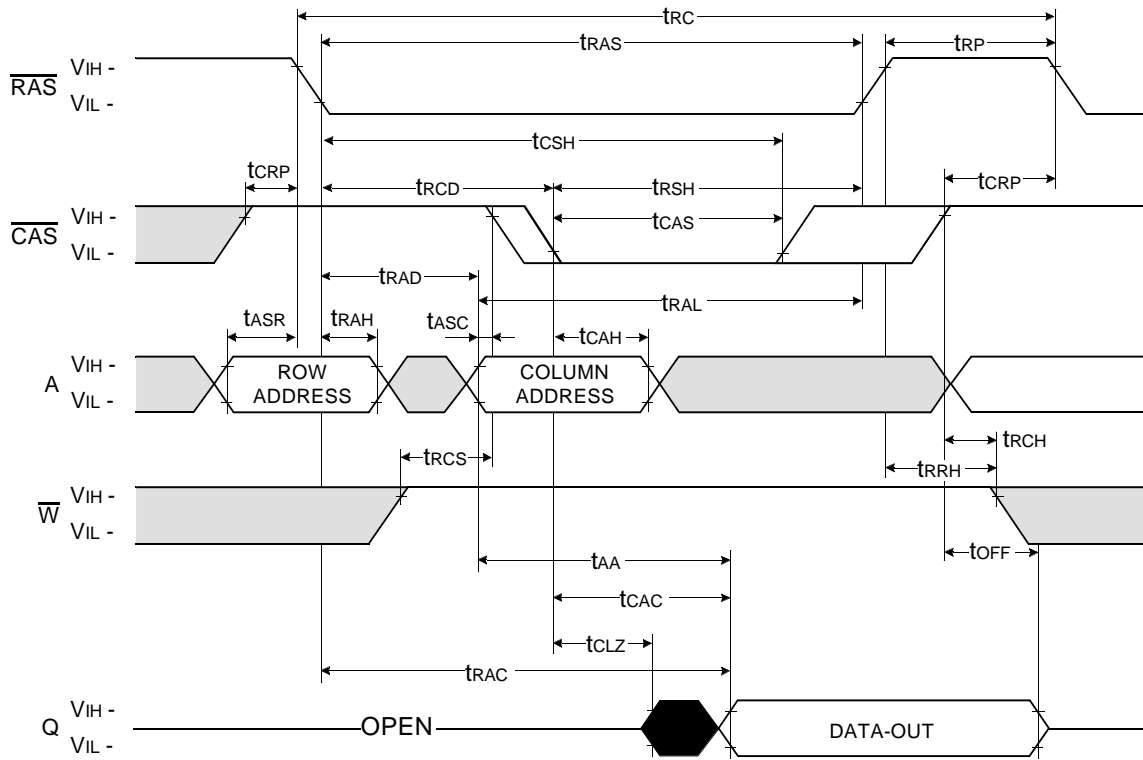 tRC
tRAS
tRP
RAS
VIH -
VIL -
tCSH
tCRP
tRCD
tRSH
tCRP
CAS
VIH -
VIL -
tCAS
tRAD
tRAL
tASR
tRAH
tASC
tCAH
A
VIH -
VIL -
ROW
ADDRESS
COLUMN
ADDRESS
tRCH
tRCS
tRRH
W
VIH -
VIL -
tOFF
tAA
tCAC
tCLZ
tRAC
Q
VIH -
VIL -
OPEN
DATA-OUT